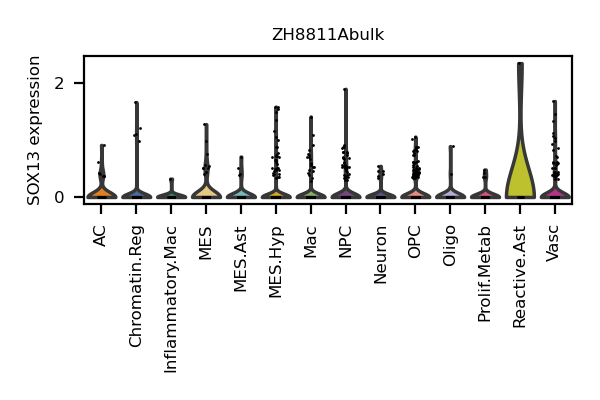 ZH8811Abulk
SOX13 expression
2
0
AC
Chromatin.Reg
Inflammatory.Mac
MES
MES.Ast
MES.Hyp
Mac
NPC
Neuron
OPC
Oligo
Prolif.Metab
Reactive.Ast
Vasc